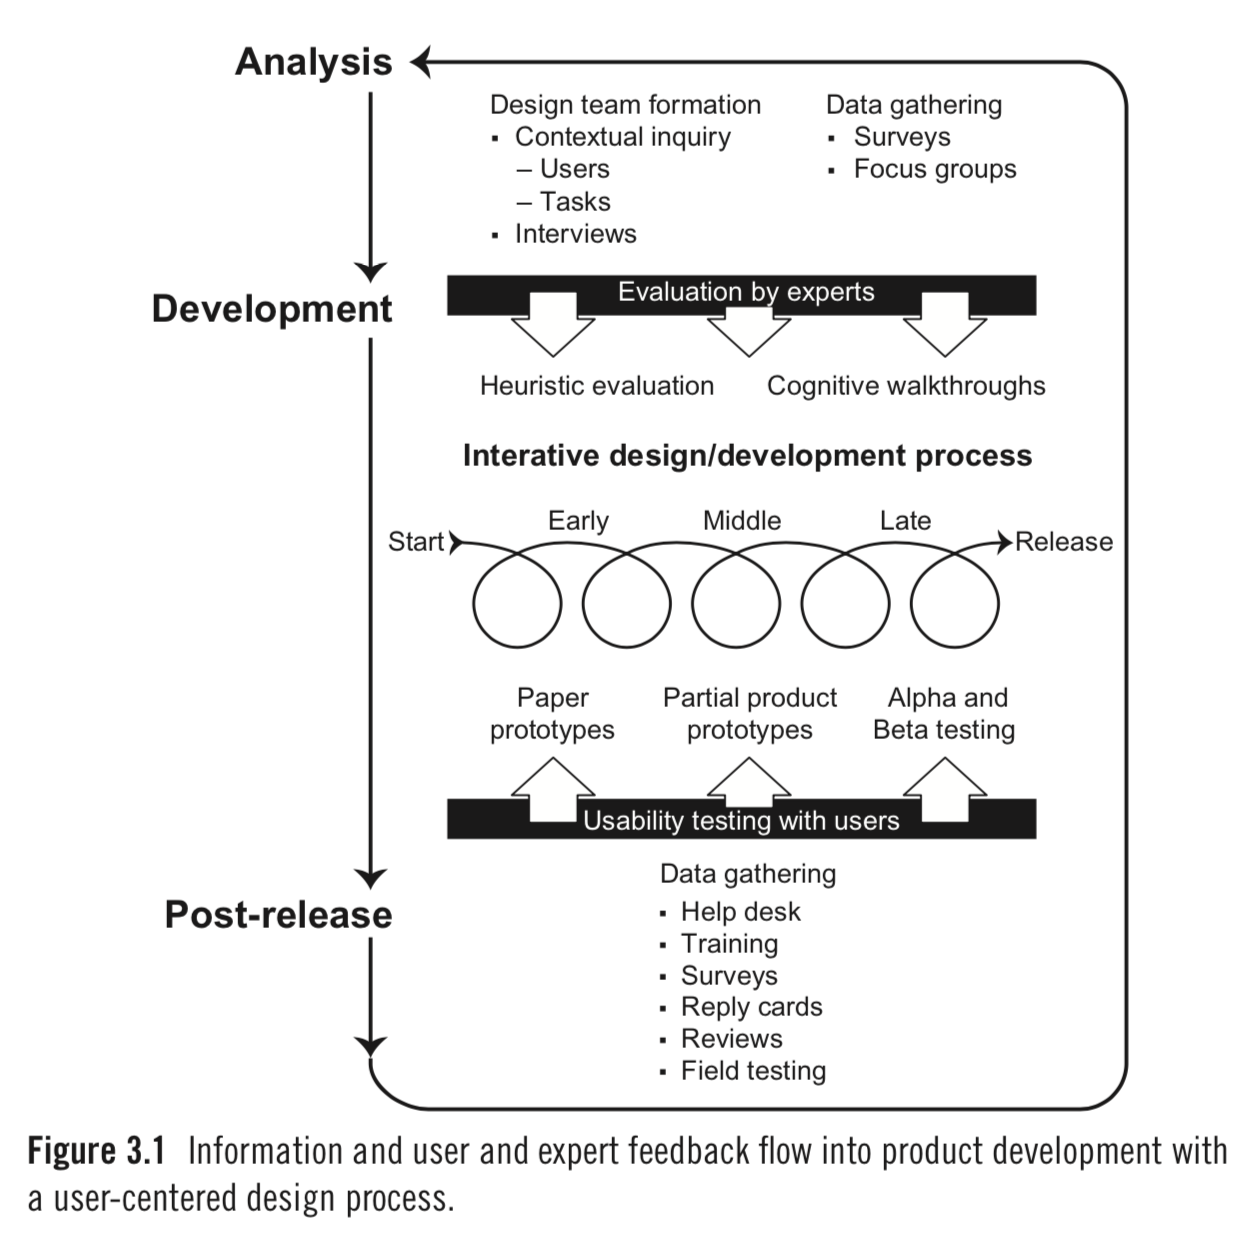 Analysis
Design team formation
▪ Contextual inquiry
– Users
– Tasks
▪ Interviews
Data gathering
▪ Surveys
▪ Focus groups
Development
Evaluation by experts
Heuristic evaluation
Cognitive walkthroughs
Interative design/development process
Start
Early
Middle
Late
Release
Paper
prototypes
Partial product
prototypes
Alpha and
Beta testing
Usability testing with users
Post-release
Data gathering
▪ Help desk
▪ Training
▪ Surveys
▪ Reply cards
▪ Reviews
▪ Field testing
Figure 3.1 Information and user and expert feedback flow into product development with
a user-centered design process.